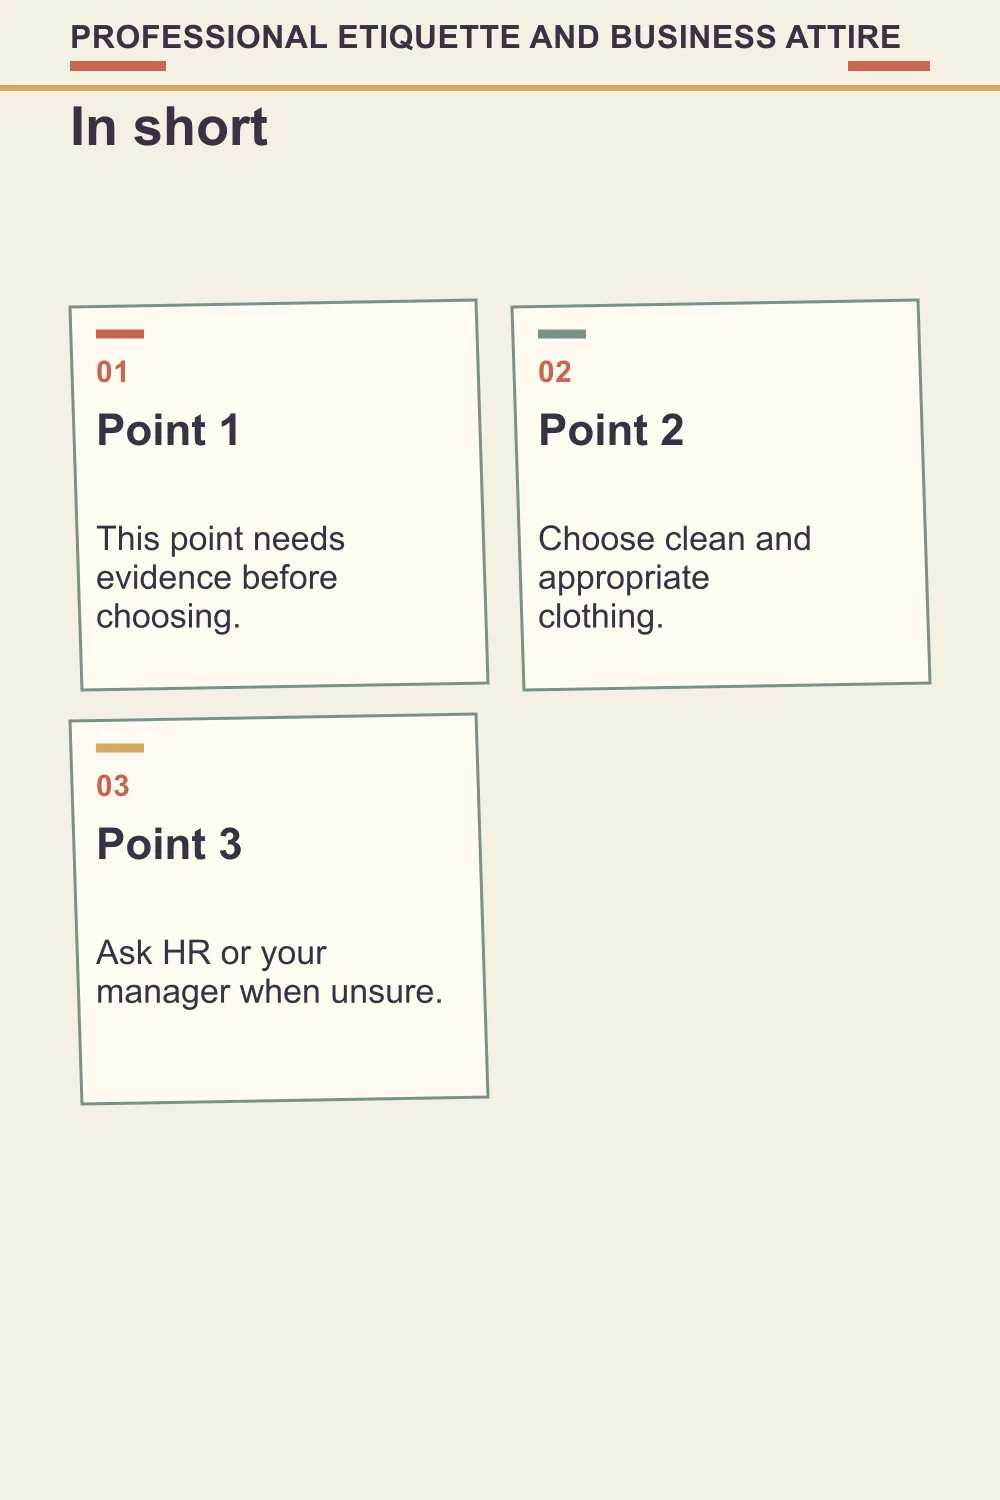 PROFESSIONAL ETIQUETTE AND BUSINESS ATTIRE
In short
01
Point 1
This point needs
evidence before
choosing.
02
Point 2
Choose clean and
appropriate
clothing.
03
Point 3
Ask HR or your
manager when unsure.